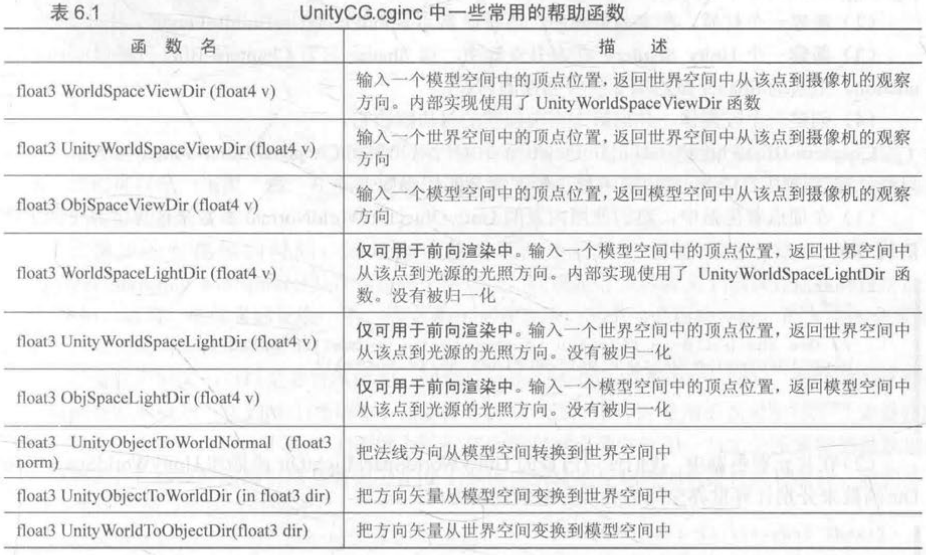 表 6.1 UnityCG.cginc 中一些常用的帮助函数
函 数 名 描 述
float3 WorldSpaceViewDir (float4 v) 输入一个模型空间中的顶点位置，返回世界空间中从该点到摄像机的观察
方向。内部实现使用了 UnityWorldSpaceViewDir 函数
float3 UnityWorldSpaceViewDir (float4 v) 输入一个世界空间中的顶点位置，返回世界空间中从该点到摄像机的观察
方向
float3 ObjSpaceViewDir (float4 v) 输入一个模型空间中的顶点位置，返回模型空间中从该点到摄像机的观察
方向
float3 WorldSpaceLightDir (float4 v) 仅可用于前向渲染中。输入一个模型空间中的顶点位置，返回世界空间中
从该点到光源的光照方向。内部实现使用了 UnityWorldSpaceLightDir 函
数。没有被归一化
float3 UnityWorldSpaceLightDir (float4 v) 仅可用于前向渲染中。输入一个世界空间中的顶点位置，返回世界空间中
从该点到光源的光照方向。没有被归一化
float3 ObjSpaceLightDir (float4 v) 仅可用于前向渲染中。输入一个模型空间中的顶点位置，返回模型空间中
从该点到光源的光照方向。没有被归一化
float3 UnityObjectToWorldNormal (float3
norm) 把法线方向从模型空间转换到世界空间中
float3 UnityObjectToWorldDir (in float3 dir) 把方向矢量从模型空间变换到世界空间中
float3 UnityWorldToObjectDir(float3 dir) 把方向矢量从世界空间变换到模型空间中